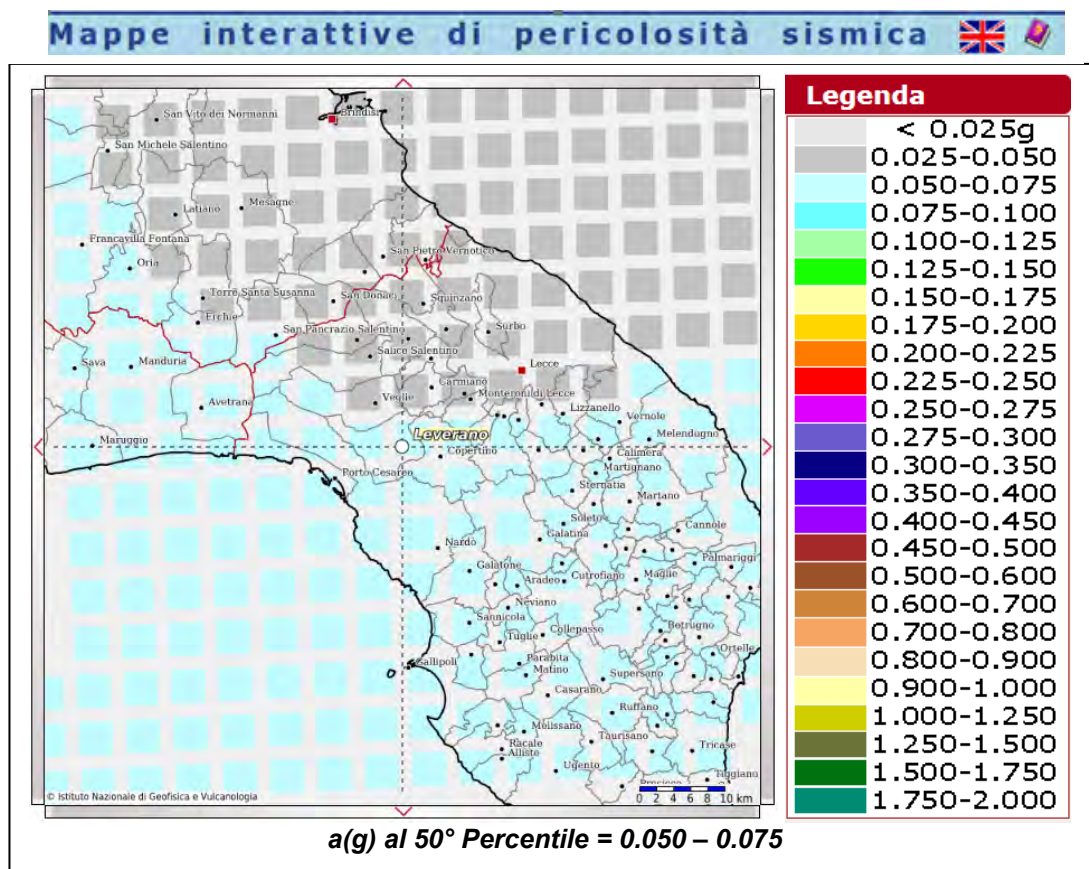 Mappe interattive di pericolosità sismica
Legenda
< 0.025g
0.025-0.050
0.050-0.075
0.075-0.100
0.100-0.125
0.125-0.150
0.150-0.175
0.175-0.200
0.200-0.225
0.225-0.250
0.250-0.275
0.275-0.300
0.300-0.350
0.350-0.400
0.400-0.450
0.450-0.500
0.500-0.600
0.600-0.700
0.700-0.800
0.800-0.900
0.900-1.000
1.000-1.250
1.250-1.500
1.500-1.750
1.750-2.000
San Vito dei Normanni
Brindisi
San Michele Salentino
Latiano
Mesagne
Francavilla Fontana
San Pietro Vernotico
Oria
Torre Santa Susanna
San Donaci
Squinzano
Erchie
San Pancrazio Salentino
Surbo
Salice Salentino
Sava
Manduria
Lecce
Carmiano
Monteroni di Lecce
Avetrana
Veglie
Lizzanello
Vernole
Leverano
Melendugno
Maruggio
Copertino
Calimera
Porto Cesareo
Martignano
Sternatia
Martano
Soleto
Cannole
Galatina
Nardò
Galatone
Palmariggi
Aradeo
Cutrofiano
Maglie
Neviano
Sannicola
Tuglie
Collepasso
Botrugno
Ortelle
Gallipoli
Parabita
Matino
Supersano
Casarano
Ruffano
Melissano
Taurisano
Racale
Alliste
Tricase
Ugento
© Istituto Nazionale di Geofisica e Vulcanologia
0 2 4 6 8 10 km
a(g) al 50° Percentile = 0.050 – 0.075